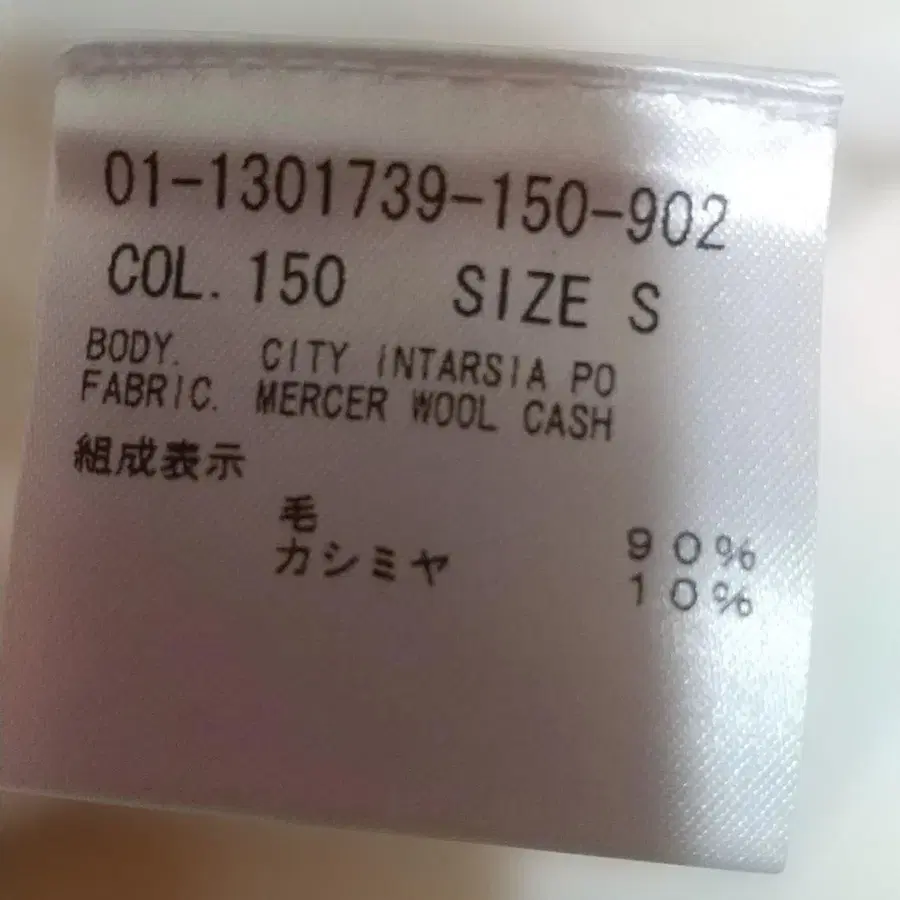 01-1301739-150-902
COL. 150 SIZE S
BODY. CITY INTARSIA PO
FABRIC. MERCER WOOL CASH
組成表示
毛 90%
カシミヤ 10%